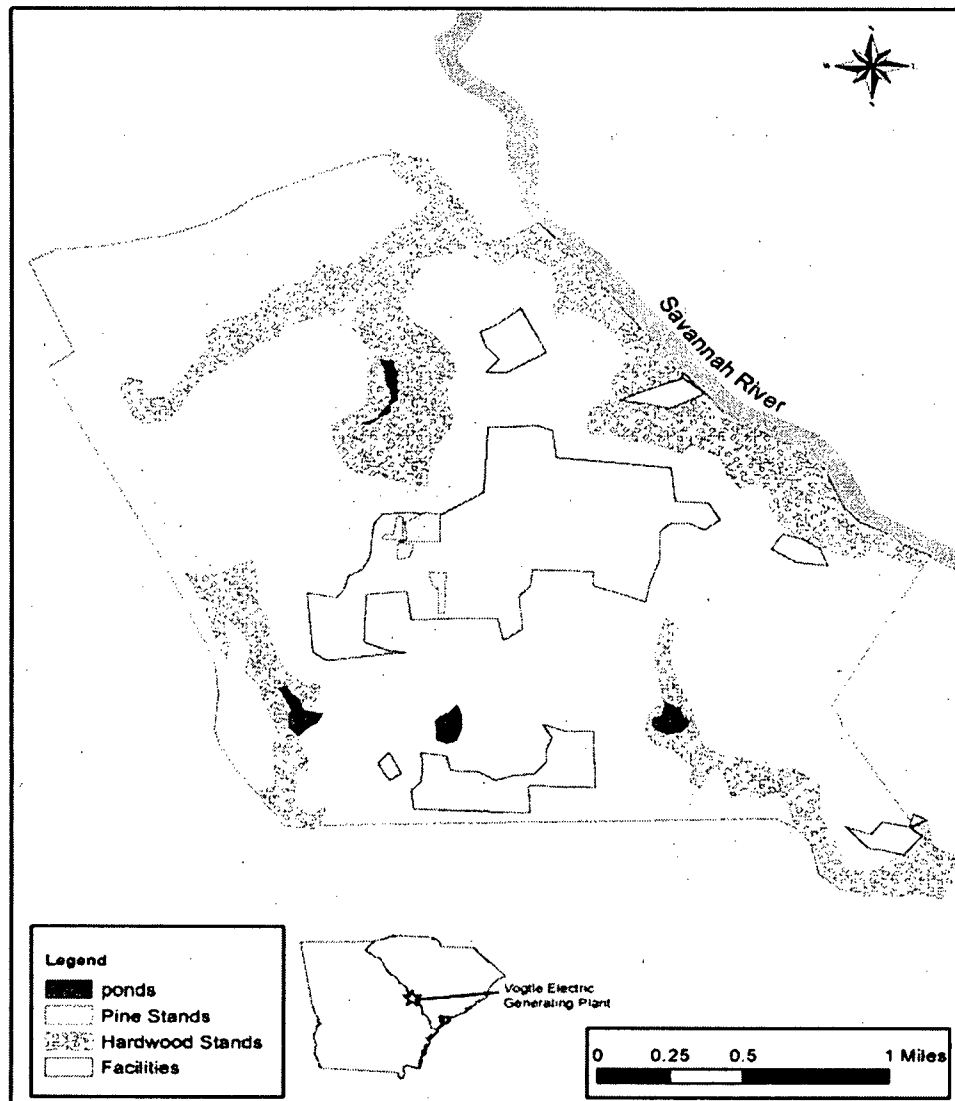 Savannah River
Legend
ponds
Pine Stands
Hardwood Stands
Facilities
Vogtle Electric
Generating Plant
0 0.25 0.5 1 Miles